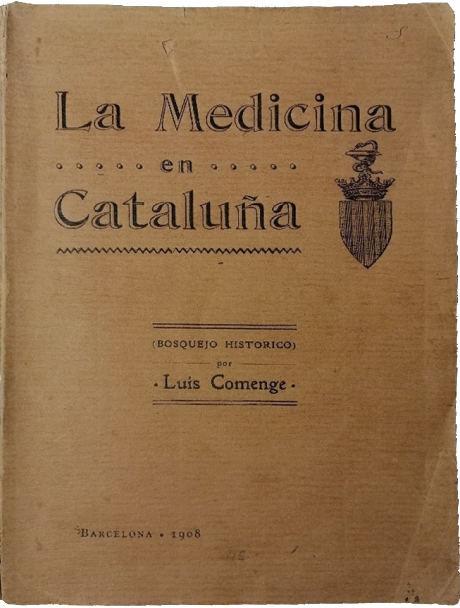 La Medicina
· · · · · en · · · · ·
Cataluña
(BOSQUEJO HISTORICO)
por
· Luis Comenge ·
BARCELONA · 1908